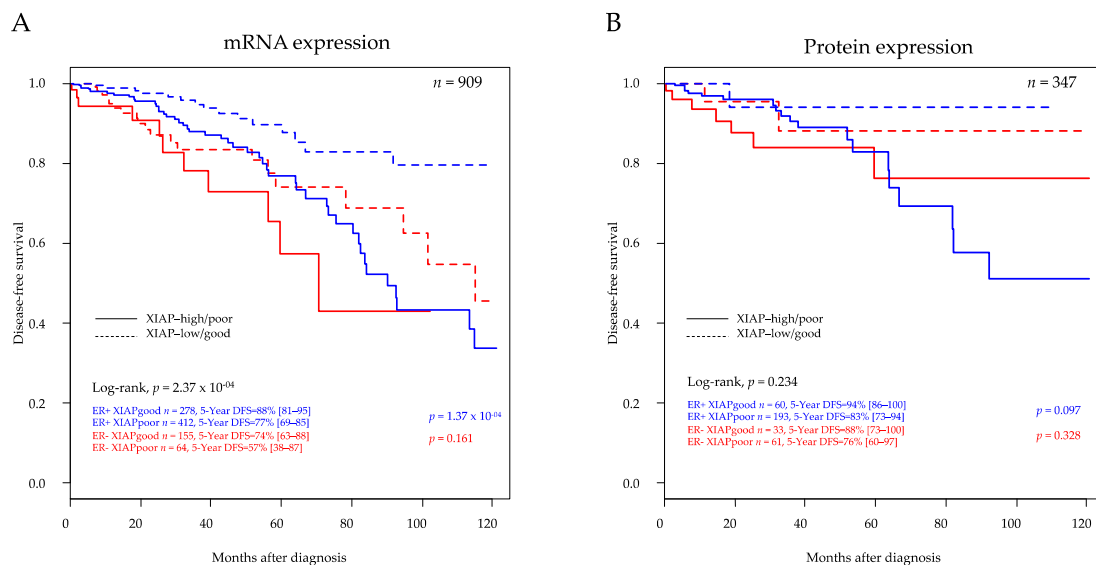 A
mRNA expression
n = 909
1.0
0.8
0.6
0.4
0.2
0.0
Disease-free survival
XIAP–high/poor
XIAP–low/good
Log-rank, p = 2.37 x 10-04
ER+ XIAPgood n = 278, 5-Year DFS=88% [81–95]
ER+ XIAPpoor n = 412, 5-Year DFS=77% [69–85]
p = 1.37 x 10-04
ER- XIAPgood n = 155, 5-Year DFS=74% [63–88]
ER- XIAPpoor n = 64, 5-Year DFS=57% [38–87]
p = 0.161
0 20 40 60 80 100 120
Months after diagnosis
B
Protein expression
n = 347
1.0
0.8
0.6
0.4
0.2
0.0
Disease-free survival
XIAP–high/poor
XIAP–low/good
Log-rank, p = 0.234
ER+ XIAPgood n = 60, 5-Year DFS=94% [86–100]
ER+ XIAPpoor n = 193, 5-Year DFS=83% [73–94]
p = 0.097
ER- XIAPgood n = 33, 5-Year DFS=88% [73–100]
ER- XIAPpoor n = 61, 5-Year DFS=76% [60–97]
p = 0.328
0 20 40 60 80 100 120
Months after diagnosis